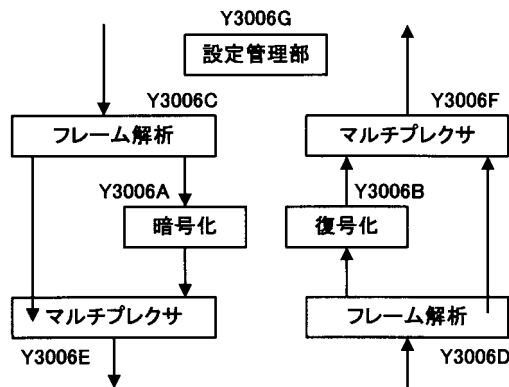 Y3006G
設定管理部
Y3006C
フレーム解析
Y3006F
マルチプレクサ
Y3006A
暗号化
Y3006B
復号化
マルチプレクサ
Y3006E
フレーム解析
Y3006D